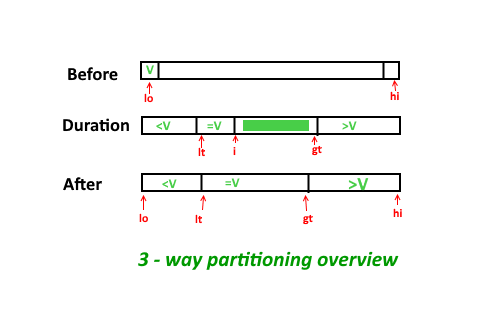 Before
V
lo
hi
Duration
<V
=V
>V
lt
i
gt
After
<V
=V
>V
lo
lt
gt
hi
3 - way partitioning overview